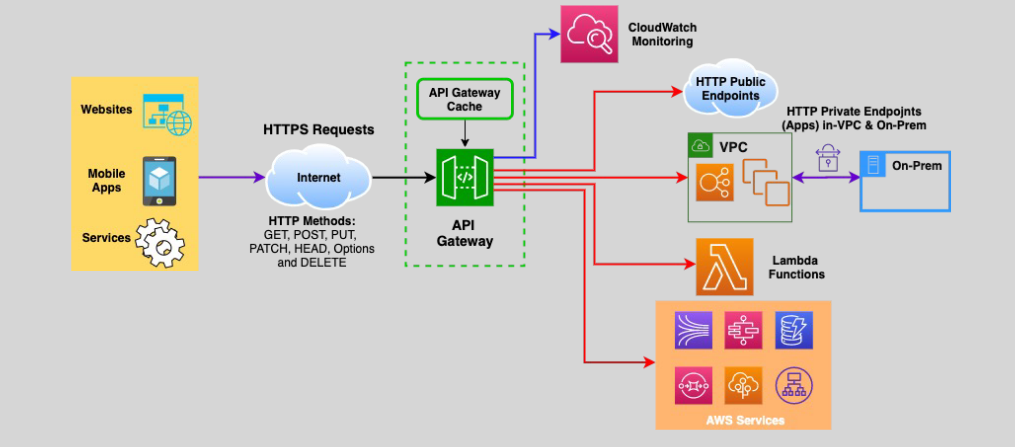 Websites
Mobile
Apps
Services
HTTPS Requests
Internet
HTTP Methods:
GET, POST, PUT,
PATCH, HEAD, Options
and DELETE
API Gateway
Cache
</>
API
Gateway
CloudWatch
Monitoring
HTTP Public
Endpoints
HTTP Private Endpoints
(Apps) in-VPC & On-Prem
VPC
On-Prem
Lambda
Functions
AWS Services